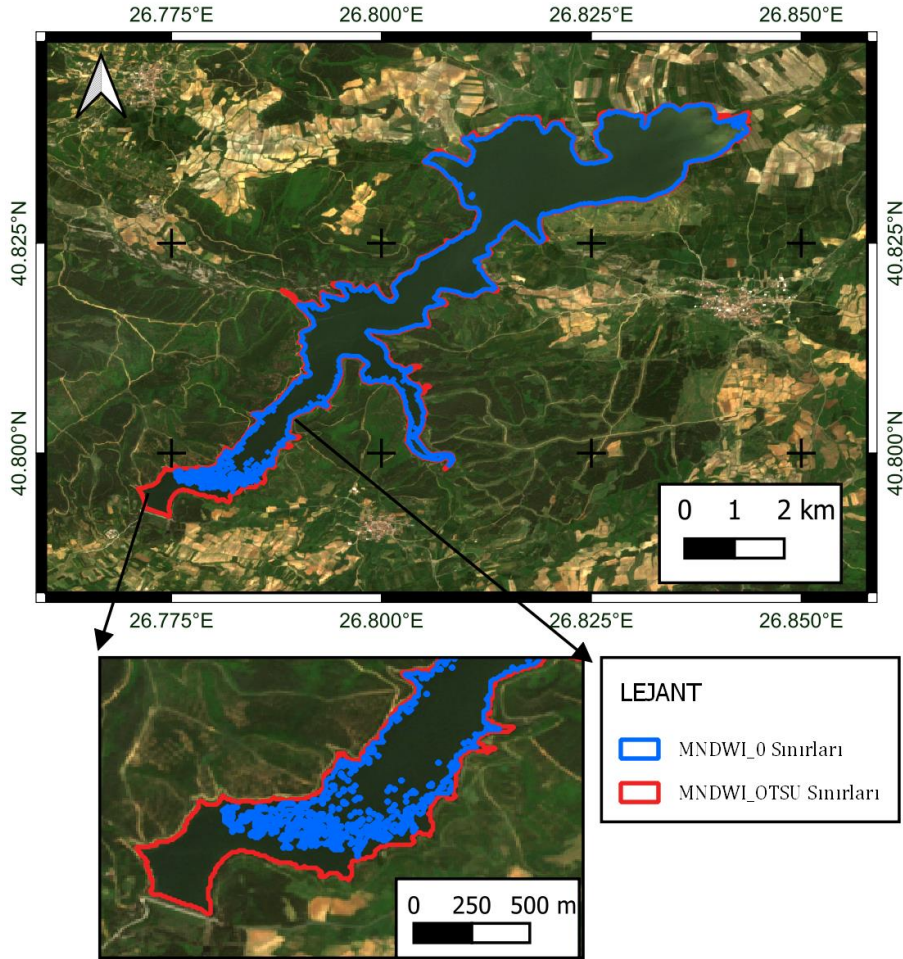 26.775°E 26.800°E 26.825°E 26.850°E
40.825°N 40.825°N
40.800°N 40.800°N
0 1 2 km
26.775°E 26.800°E 26.825°E 26.850°E
LEJANT
MNDWI_0 Sınırları
MNDWI_OTSU Sınırları
0 250 500 m